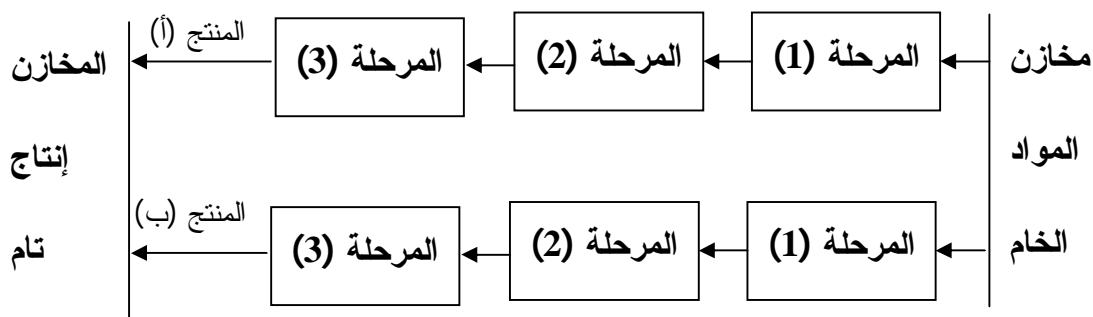 المنتج (أ)
مخازن المرحلة (1) المرحلة (2) المرحلة (3) المخازن
المواد إنتاج
المنتج (ب)
الخام المرحلة (1) المرحلة (2) المرحلة (3) تام